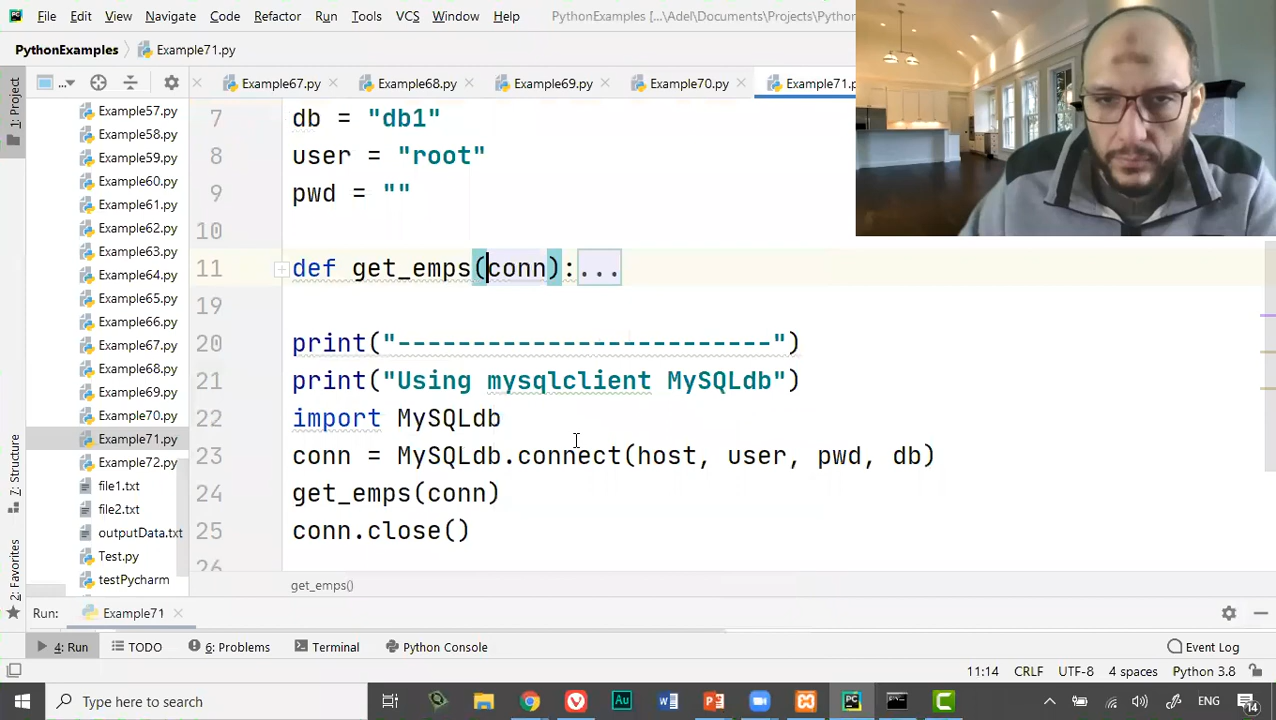 File Edit View Navigate Code Refactor Run Tools VCS Window Help PythonExamples [...\Adel\Documents\Projects\Python
PythonExamples Example71.py
... Example67.py Example68.py Example69.py Example70.py Example71.p
1: Project
Example57.py
Example58.py
Example59.py
Example60.py
Example61.py
Example62.py
Example63.py
Example64.py
Example65.py
Example66.py
Example67.py
Example68.py
Example69.py
Example70.py
Example71.py
Example72.py
file1.txt
file2.txt
outputData.txt
Test.py
testPycharm
7 db = "db1"
8 user = "root"
9 pwd = ""
10
11 def get_emps(conn):...
19
20 print("-------------------------")
21 print("Using mysqlclient MySQLdb")
22 import MySQLdb
23 conn = MySQLdb.connect(host, user, pwd, db)
24 get_emps(conn)
25 conn.close()
26
get_emps()
7: Structure
2: Favorites
Run: Example71
4: Run TODO 6: Problems Terminal Python Console Event Log
11:14 CRLF UTF-8 4 spaces Python 3.8
Type here to search ENG 14